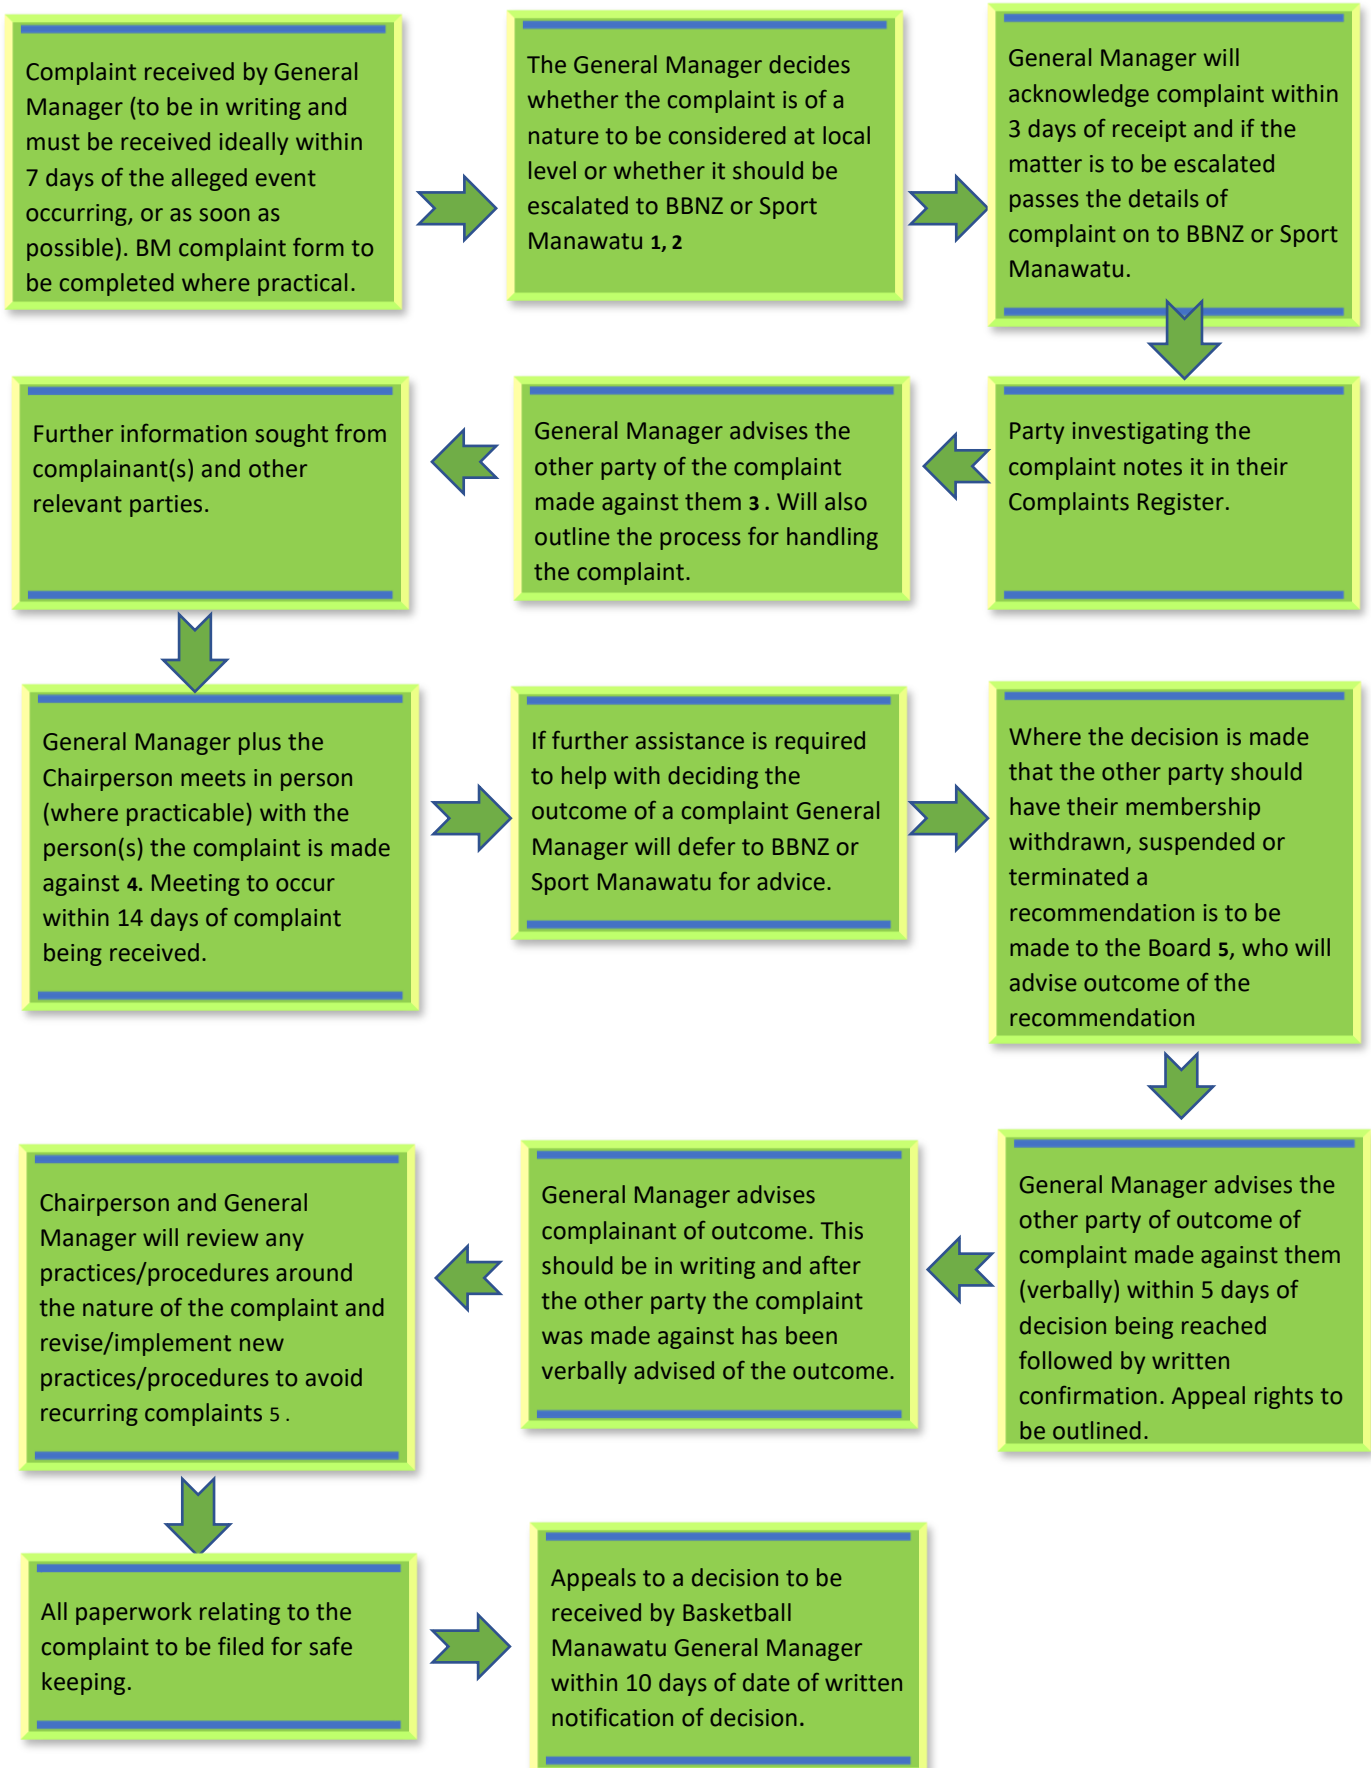 Complaint received by General
Manager (to be in writing and
must be received ideally within
7 days of the alleged event
occurring, or as soon as
possible). BM complaint form to
be completed where practical.
The General Manager decides
whether the complaint is of a
nature to be considered at local
level or whether it should be
escalated to BBNZ or Sport
Manawatu 1, 2
General Manager will
acknowledge complaint within
3 days of receipt and if the
matter is to be escalated
passes the details of
complaint on to BBNZ or Sport
Manawatu.
Party investigating the
complaint notes it in their
Complaints Register.
General Manager advises the
other party of the complaint
made against them 3 . Will also
outline the process for handling
the complaint.
Further information sought from
complainant(s) and other
relevant parties.
General Manager plus the
Chairperson meets in person
(where practicable) with the
person(s) the complaint is made
against 4. Meeting to occur
within 14 days of complaint
being received.
If further assistance is required
to help with deciding the
outcome of a complaint General
Manager will defer to BBNZ or
Sport Manawatu for advice.
Where the decision is made
that the other party should
have their membership
withdrawn, suspended or
terminated a
recommendation is to be
made to the Board 5, who will
advise outcome of the
recommendation
General Manager advises the
other party of outcome of
complaint made against them
(verbally) within 5 days of
decision being reached
followed by written
confirmation. Appeal rights to
be outlined.
General Manager advises
complainant of outcome. This
should be in writing and after
the other party the complaint
was made against has been
verbally advised of the outcome.
Chairperson and General
Manager will review any
practices/procedures around
the nature of the complaint and
revise/implement new
practices/procedures to avoid
recurring complaints 5 .
All paperwork relating to the
complaint to be filed for safe
keeping.
Appeals to a decision to be
received by Basketball
Manawatu General Manager
within 10 days of date of written
notification of decision.